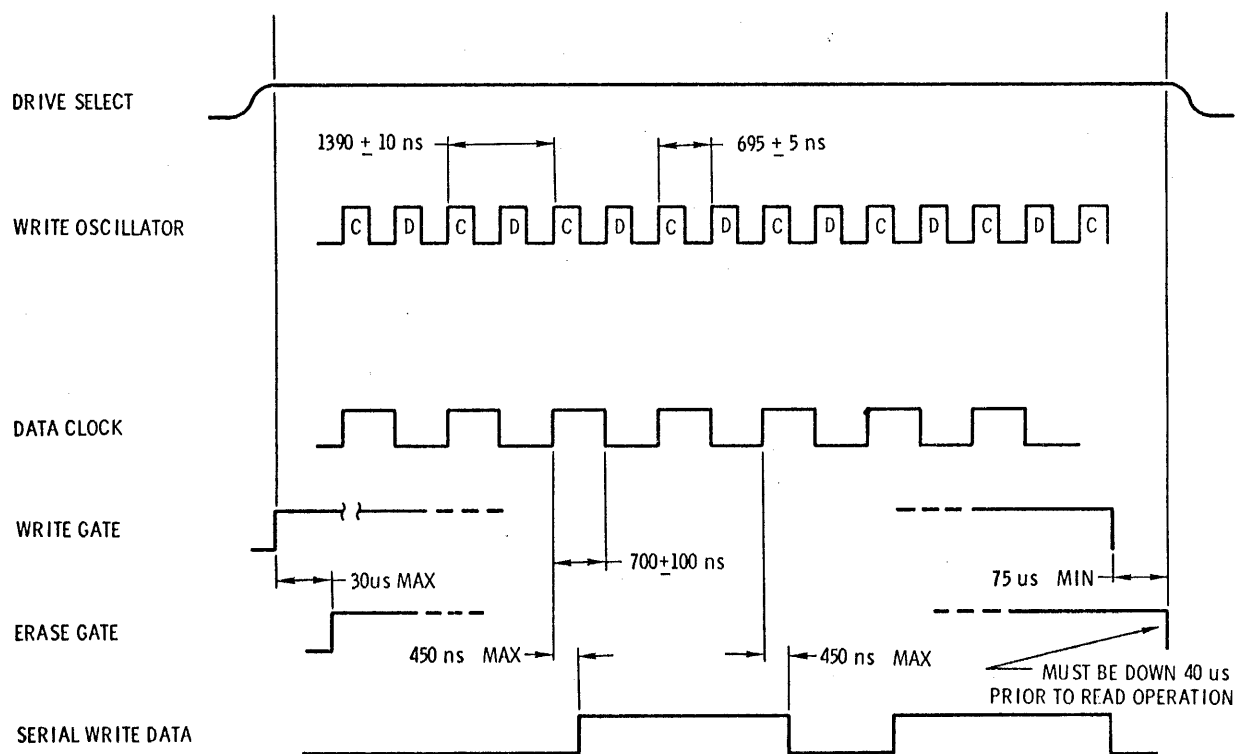 DRIVE SELECT
1390 ± 10 ns
695 ± 5 ns
WRITE OSCILLATOR
C D C D C D C D C D C D C D C
DATA CLOCK
WRITE GATE
700±100 ns
30us MAX
75 us MIN
ERASE GATE
450 ns MAX
450 ns MAX
MUST BE DOWN 40 us
PRIOR TO READ OPERATION
SERIAL WRITE DATA